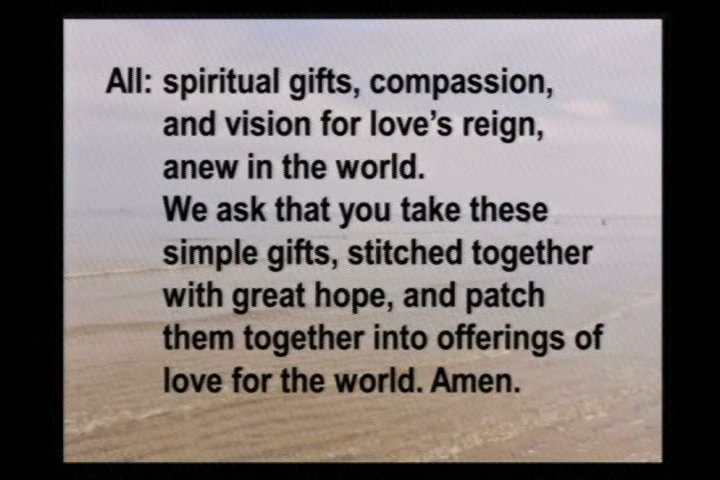 All: spiritual gifts, compassion,
and vision for love's reign,
anew in the world.
We ask that you take these
simple gifts, stitched together
with great hope, and patch
them together into offerings of
love for the world. Amen.